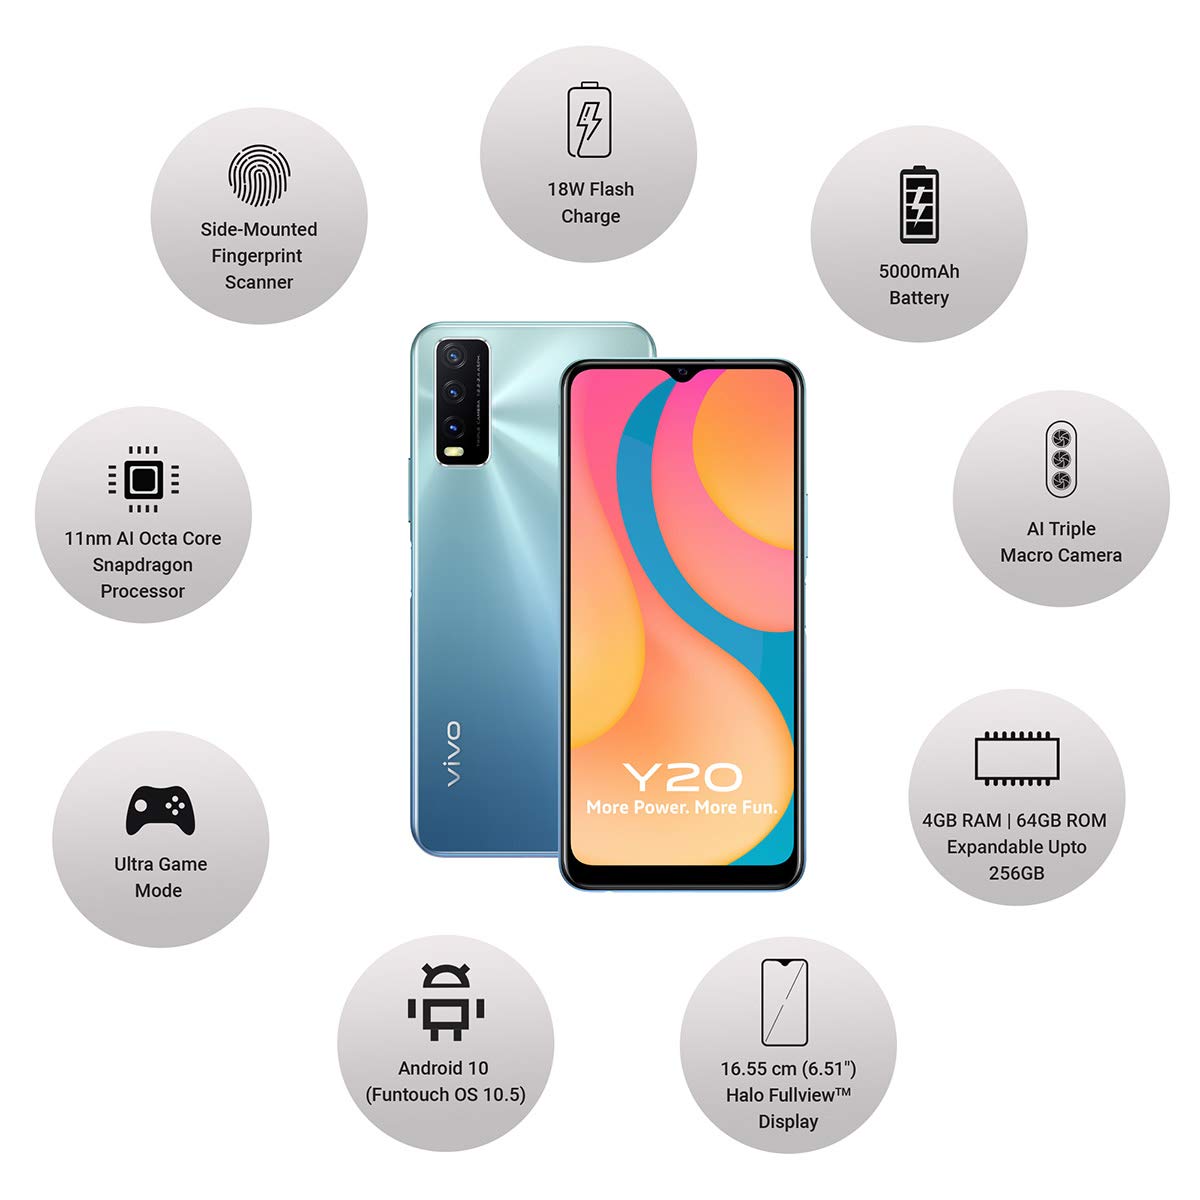 18W Flash
Charge
Side-Mounted
Fingerprint
Scanner
5000mAh
Battery
11nm AI Octa Core
Snapdragon
Processor
AI Triple
Macro Camera
vivo
Y20
More Power. More Fun.
Ultra Game
Mode
4GB RAM | 64GB ROM
Expandable Upto
256GB
Android 10
(Funtouch OS 10.5)
16.55 cm (6.51")
Halo Fullview™
Display